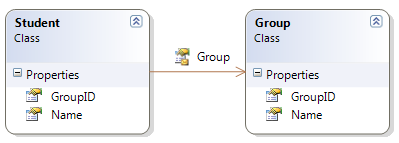 Student
Class
Properties
GroupID
Name
Group
Group
Class
Properties
GroupID
Name